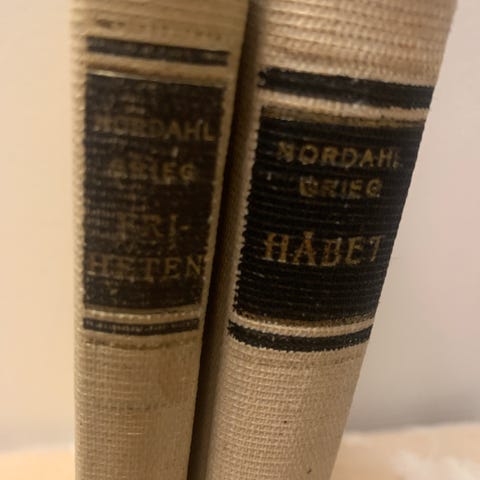 NORDAHL
GRIEG
FRI-
HETEN
NORDAHL
GRIEG
HÅBET